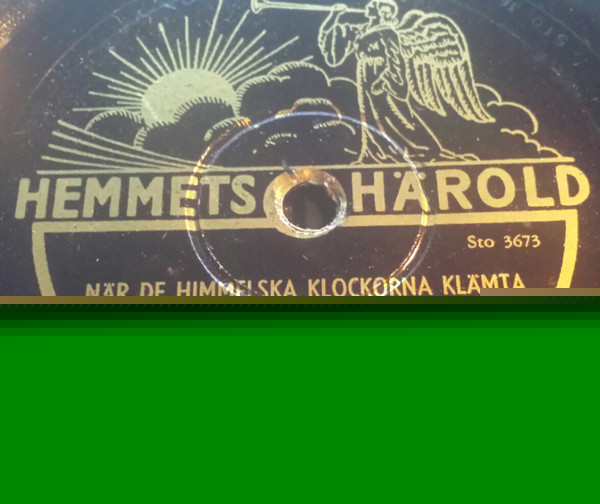 HEMMETS HÄROLD
Sto 3673
NÄR DE HIMMELSKA KLOCKORNA KLÄMTA